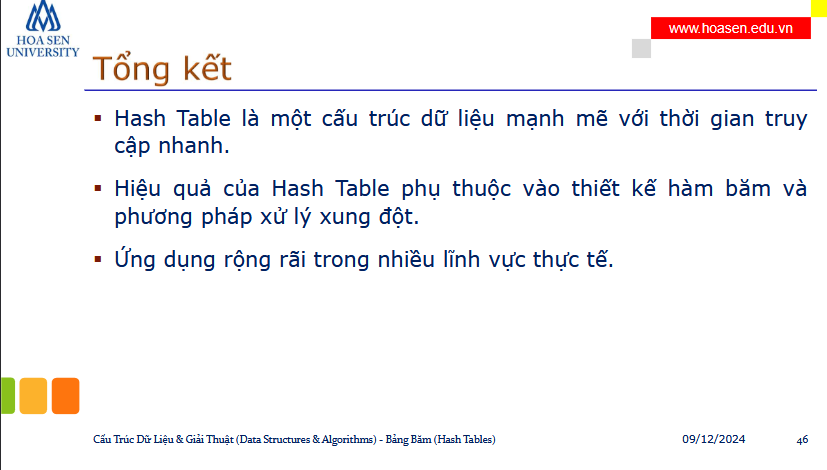 HOA SEN
UNIVERSITY
www.hoasen.edu.vn
Tổng kết
▪ Hash Table là một cấu trúc dữ liệu mạnh mẽ với thời gian truy
cập nhanh.
▪ Hiệu quả của Hash Table phụ thuộc vào thiết kế hàm băm và
phương pháp xử lý xung đột.
▪ Ứng dụng rộng rãi trong nhiều lĩnh vực thực tế.
Cấu Trúc Dữ Liệu & Giải Thuật (Data Structures & Algorithms) - Bảng Băm (Hash Tables) 09/12/2024 46